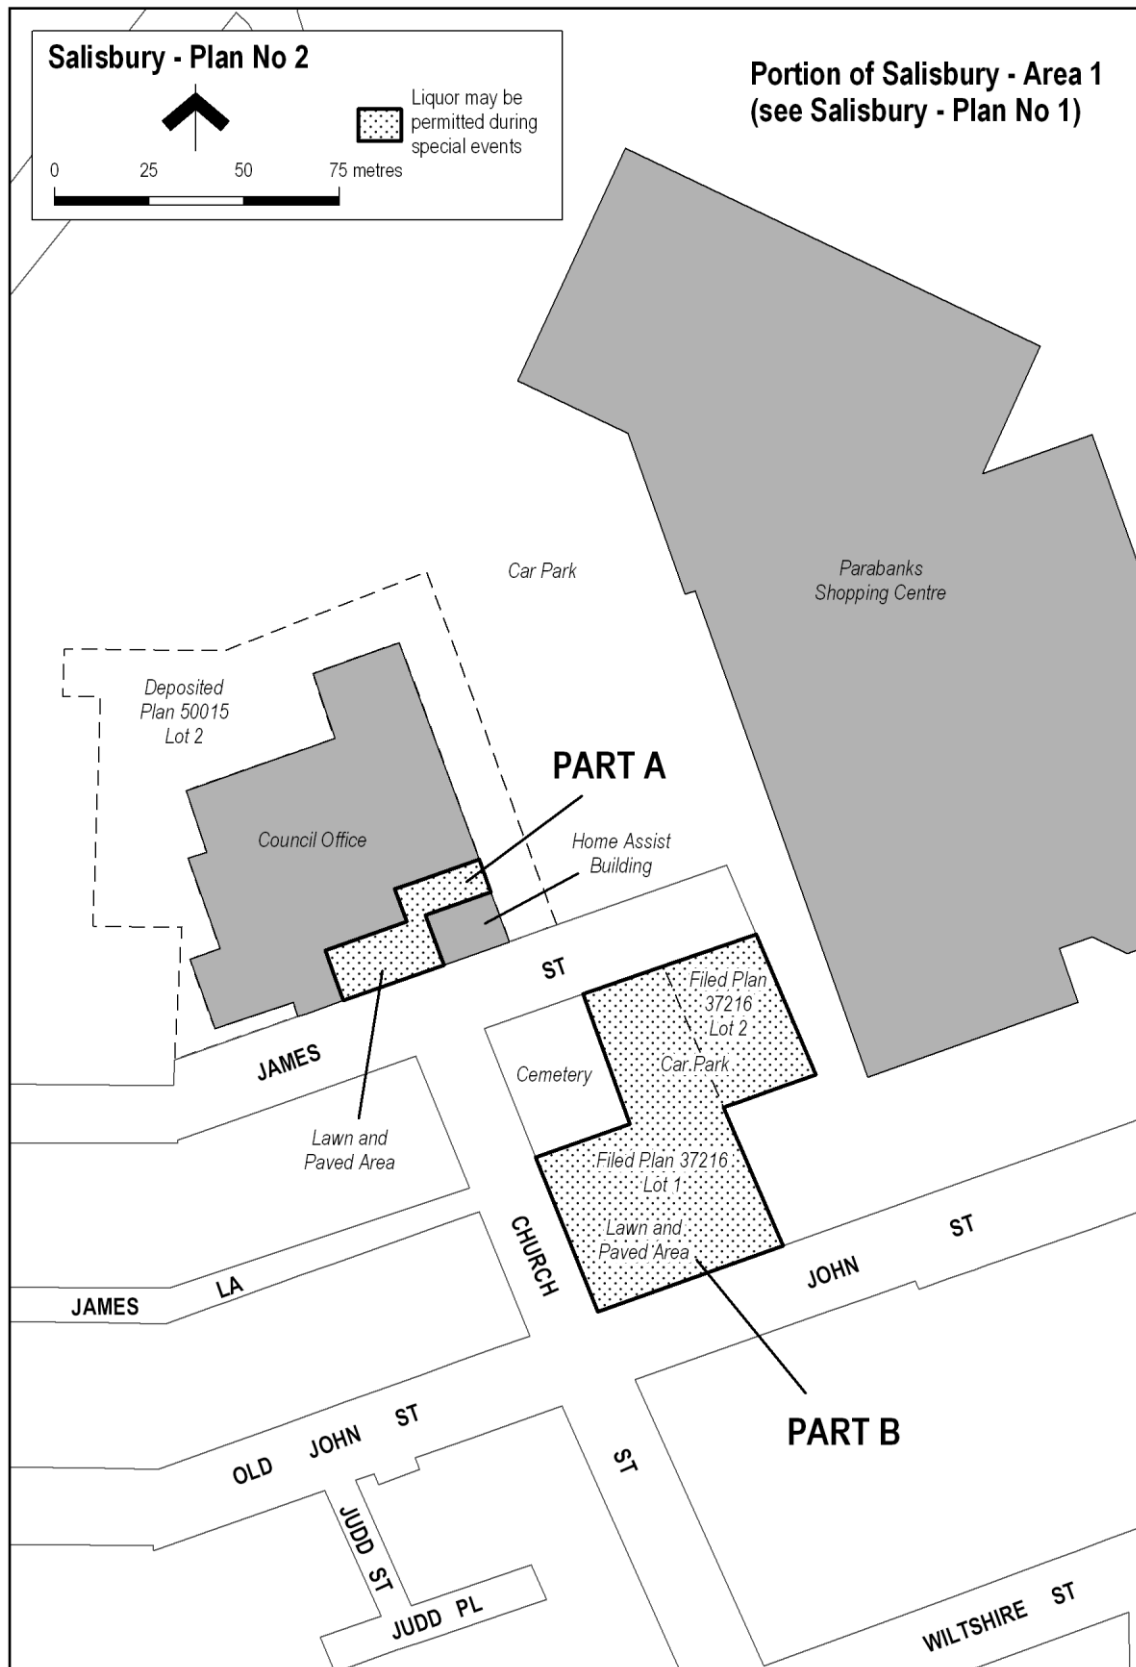 Salisbury - Plan No 2
Liquor may be
permitted during
special events
0 25 50 75 metres
Portion of Salisbury - Area 1
(see Salisbury - Plan No 1)
Car Park
Parabanks
Shopping Centre
Deposited
Plan 50015
Lot 2
PART A
Council Office
Home Assist
Building
ST
Filed Plan
37216
Lot 2
JAMES
Cemetery
Car Park
Lawn and
Paved Area
Filed Plan 37216
Lot 1
Lawn and
Paved Area
CHURCH
ST
JOHN
LA
JAMES
PART B
OLD JOHN ST
ST
JUDD ST
JUDD PL
WILTSHIRE ST